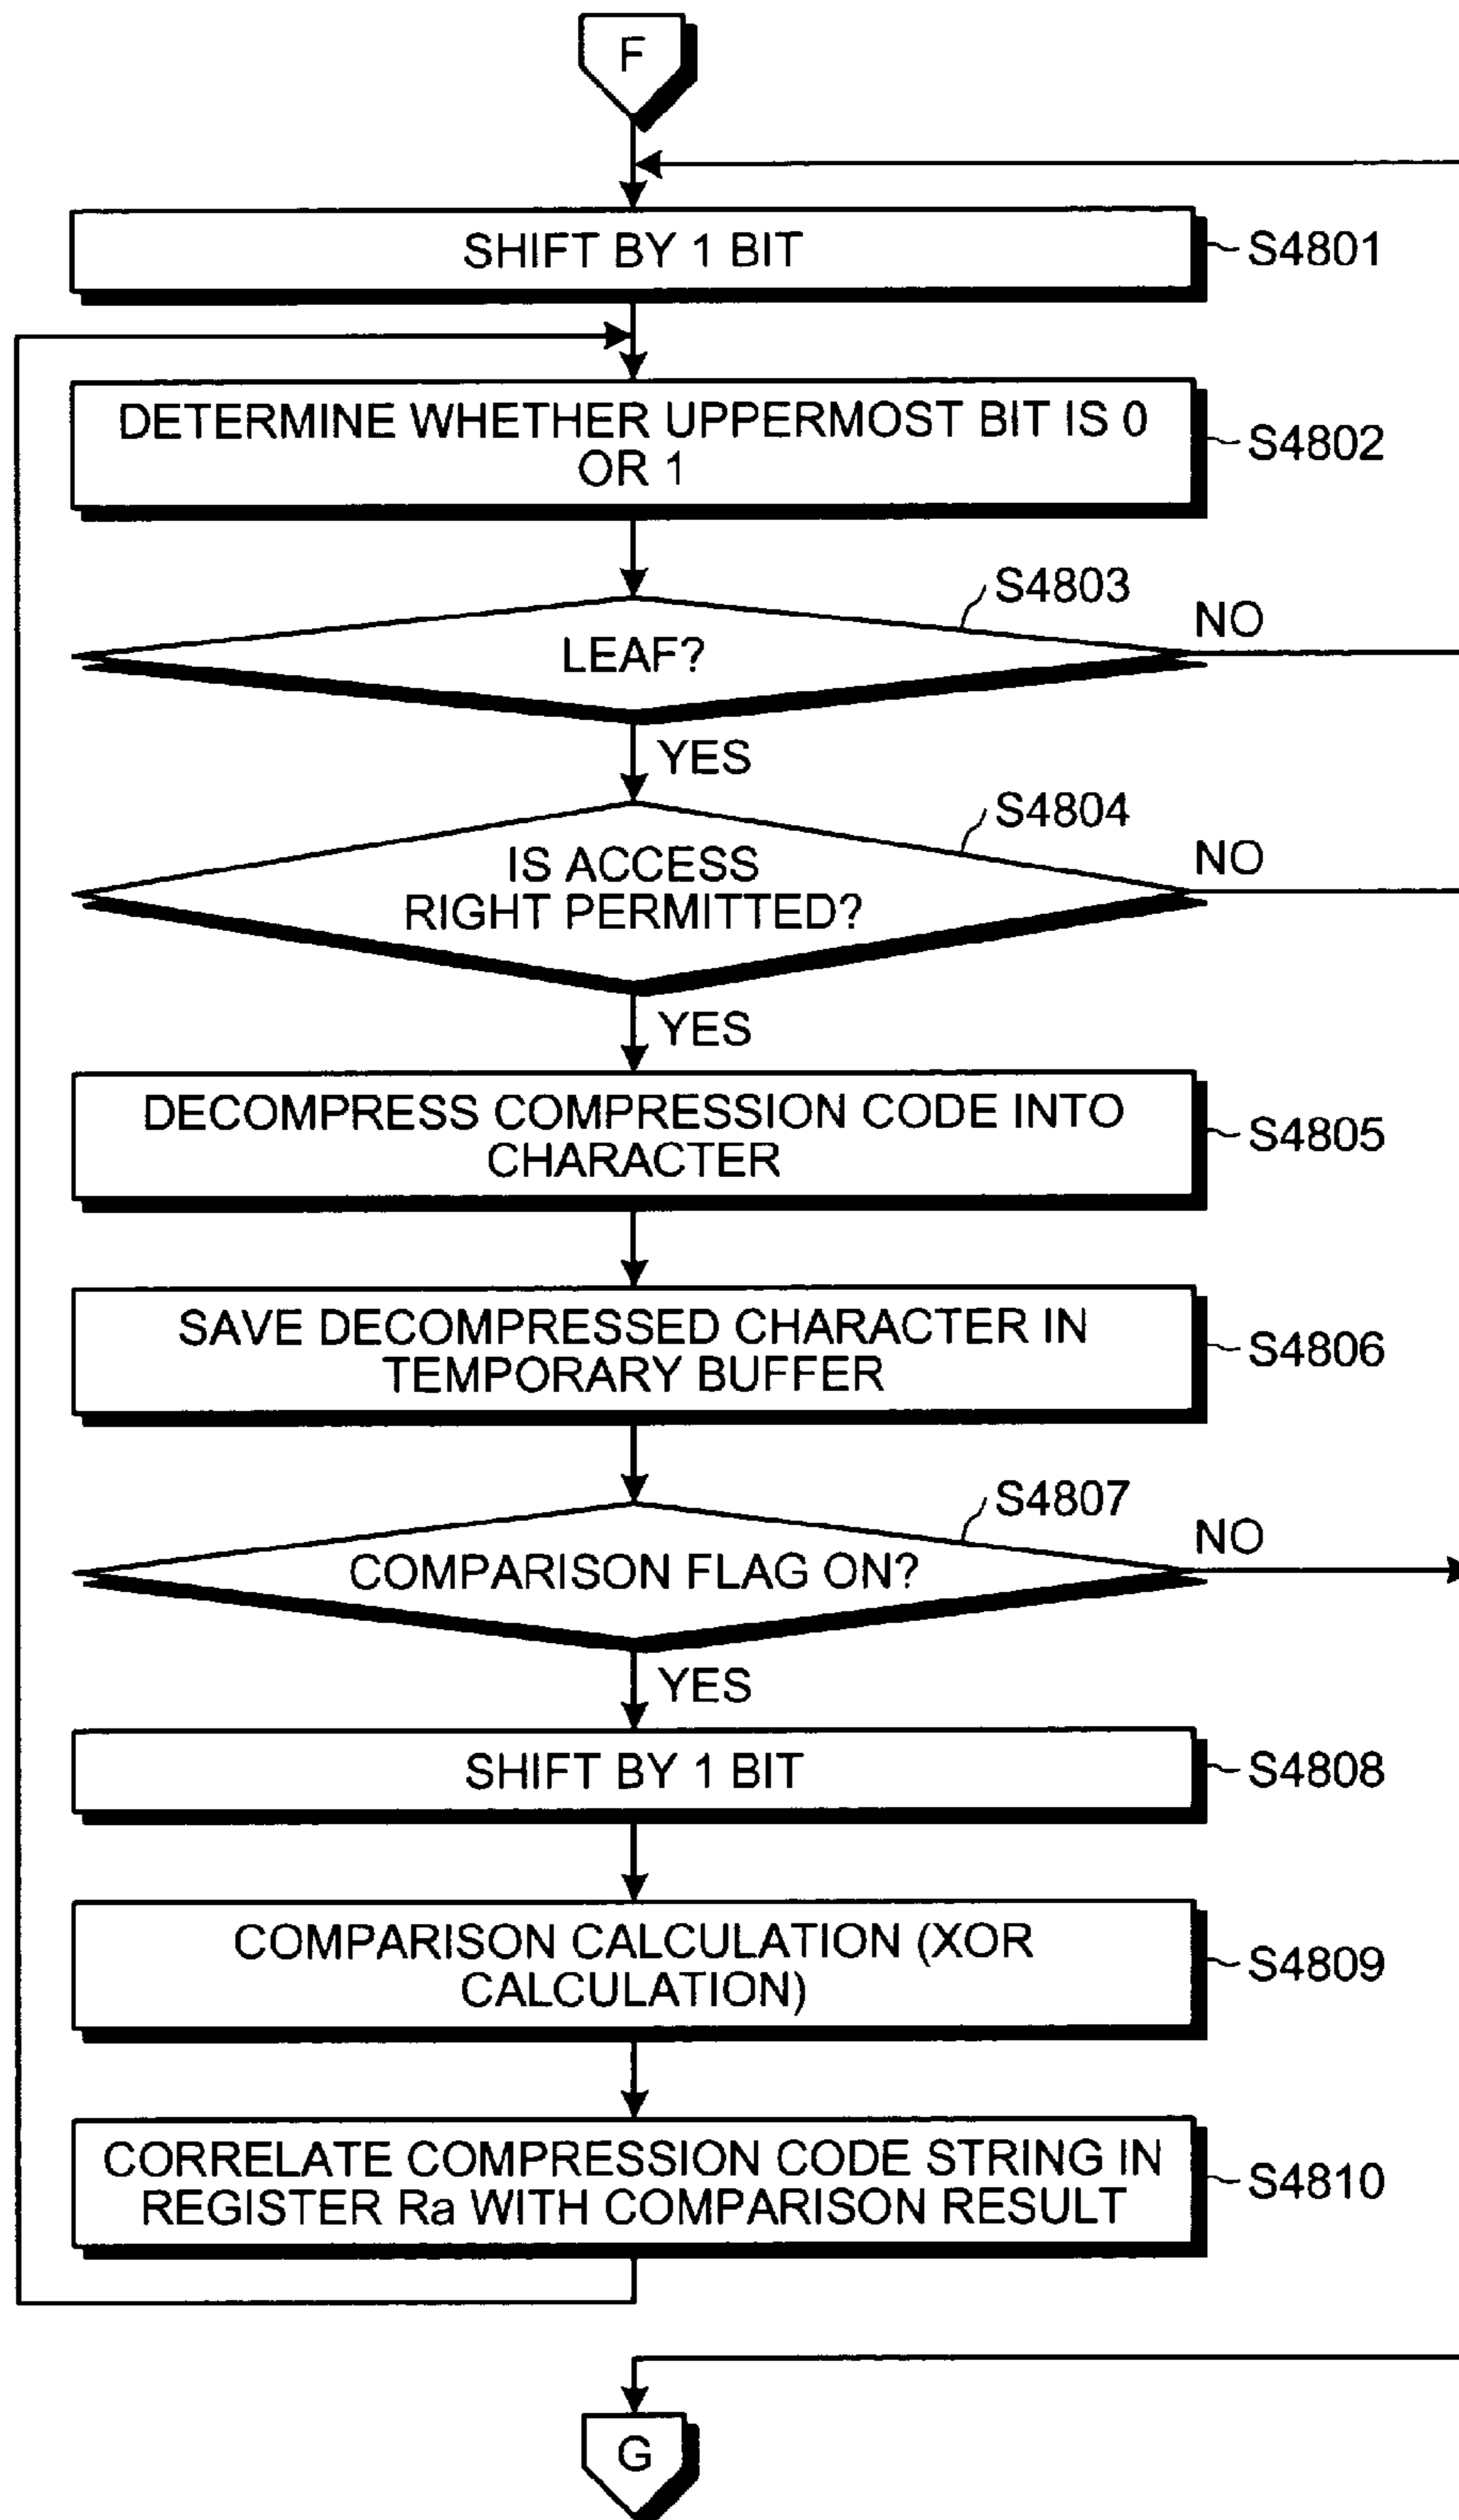 F
SHIFT BY 1 BIT
S4801
DETERMINE WHETHER UPPERMOST BIT IS 0
OR 1
S4802
S4803
NO
LEAF?
YES
S4804
NO
IS ACCESS
RIGHT PERMITTED?
YES
DECOMPRESS COMPRESSION CODE INTO
CHARACTER
S4805
SAVE DECOMPRESSED CHARACTER IN
TEMPORARY BUFFER
S4806
S4807
NO
COMPARISON FLAG ON?
YES
SHIFT BY 1 BIT
S4808
COMPARISON CALCULATION (XOR
CALCULATION)
S4809
CORRELATE COMPRESSION CODE STRING IN
REGISTER Ra WITH COMPARISON RESULT
S4810
G